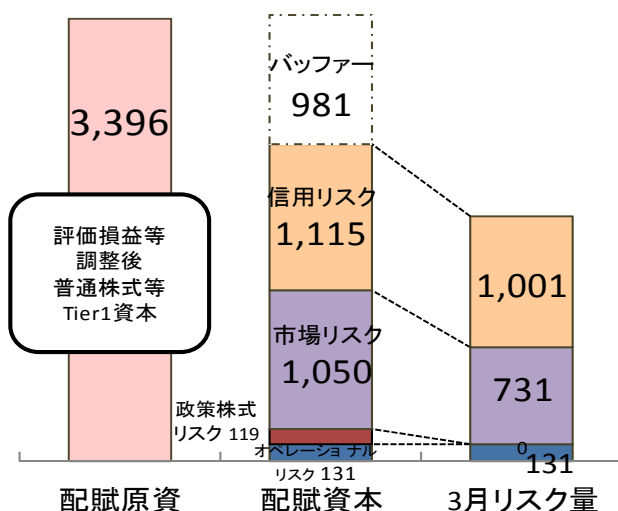 3,396
評価損益等
調整後
普通株式等
Tier1資本
配賦原資
バッファー
981
信用リスク
1,115
市場リスク
1,050
政策株式
リスク 119
オペレーショナル
リスク 131
配賦資本
1,001
731
0
131
3月リスク量